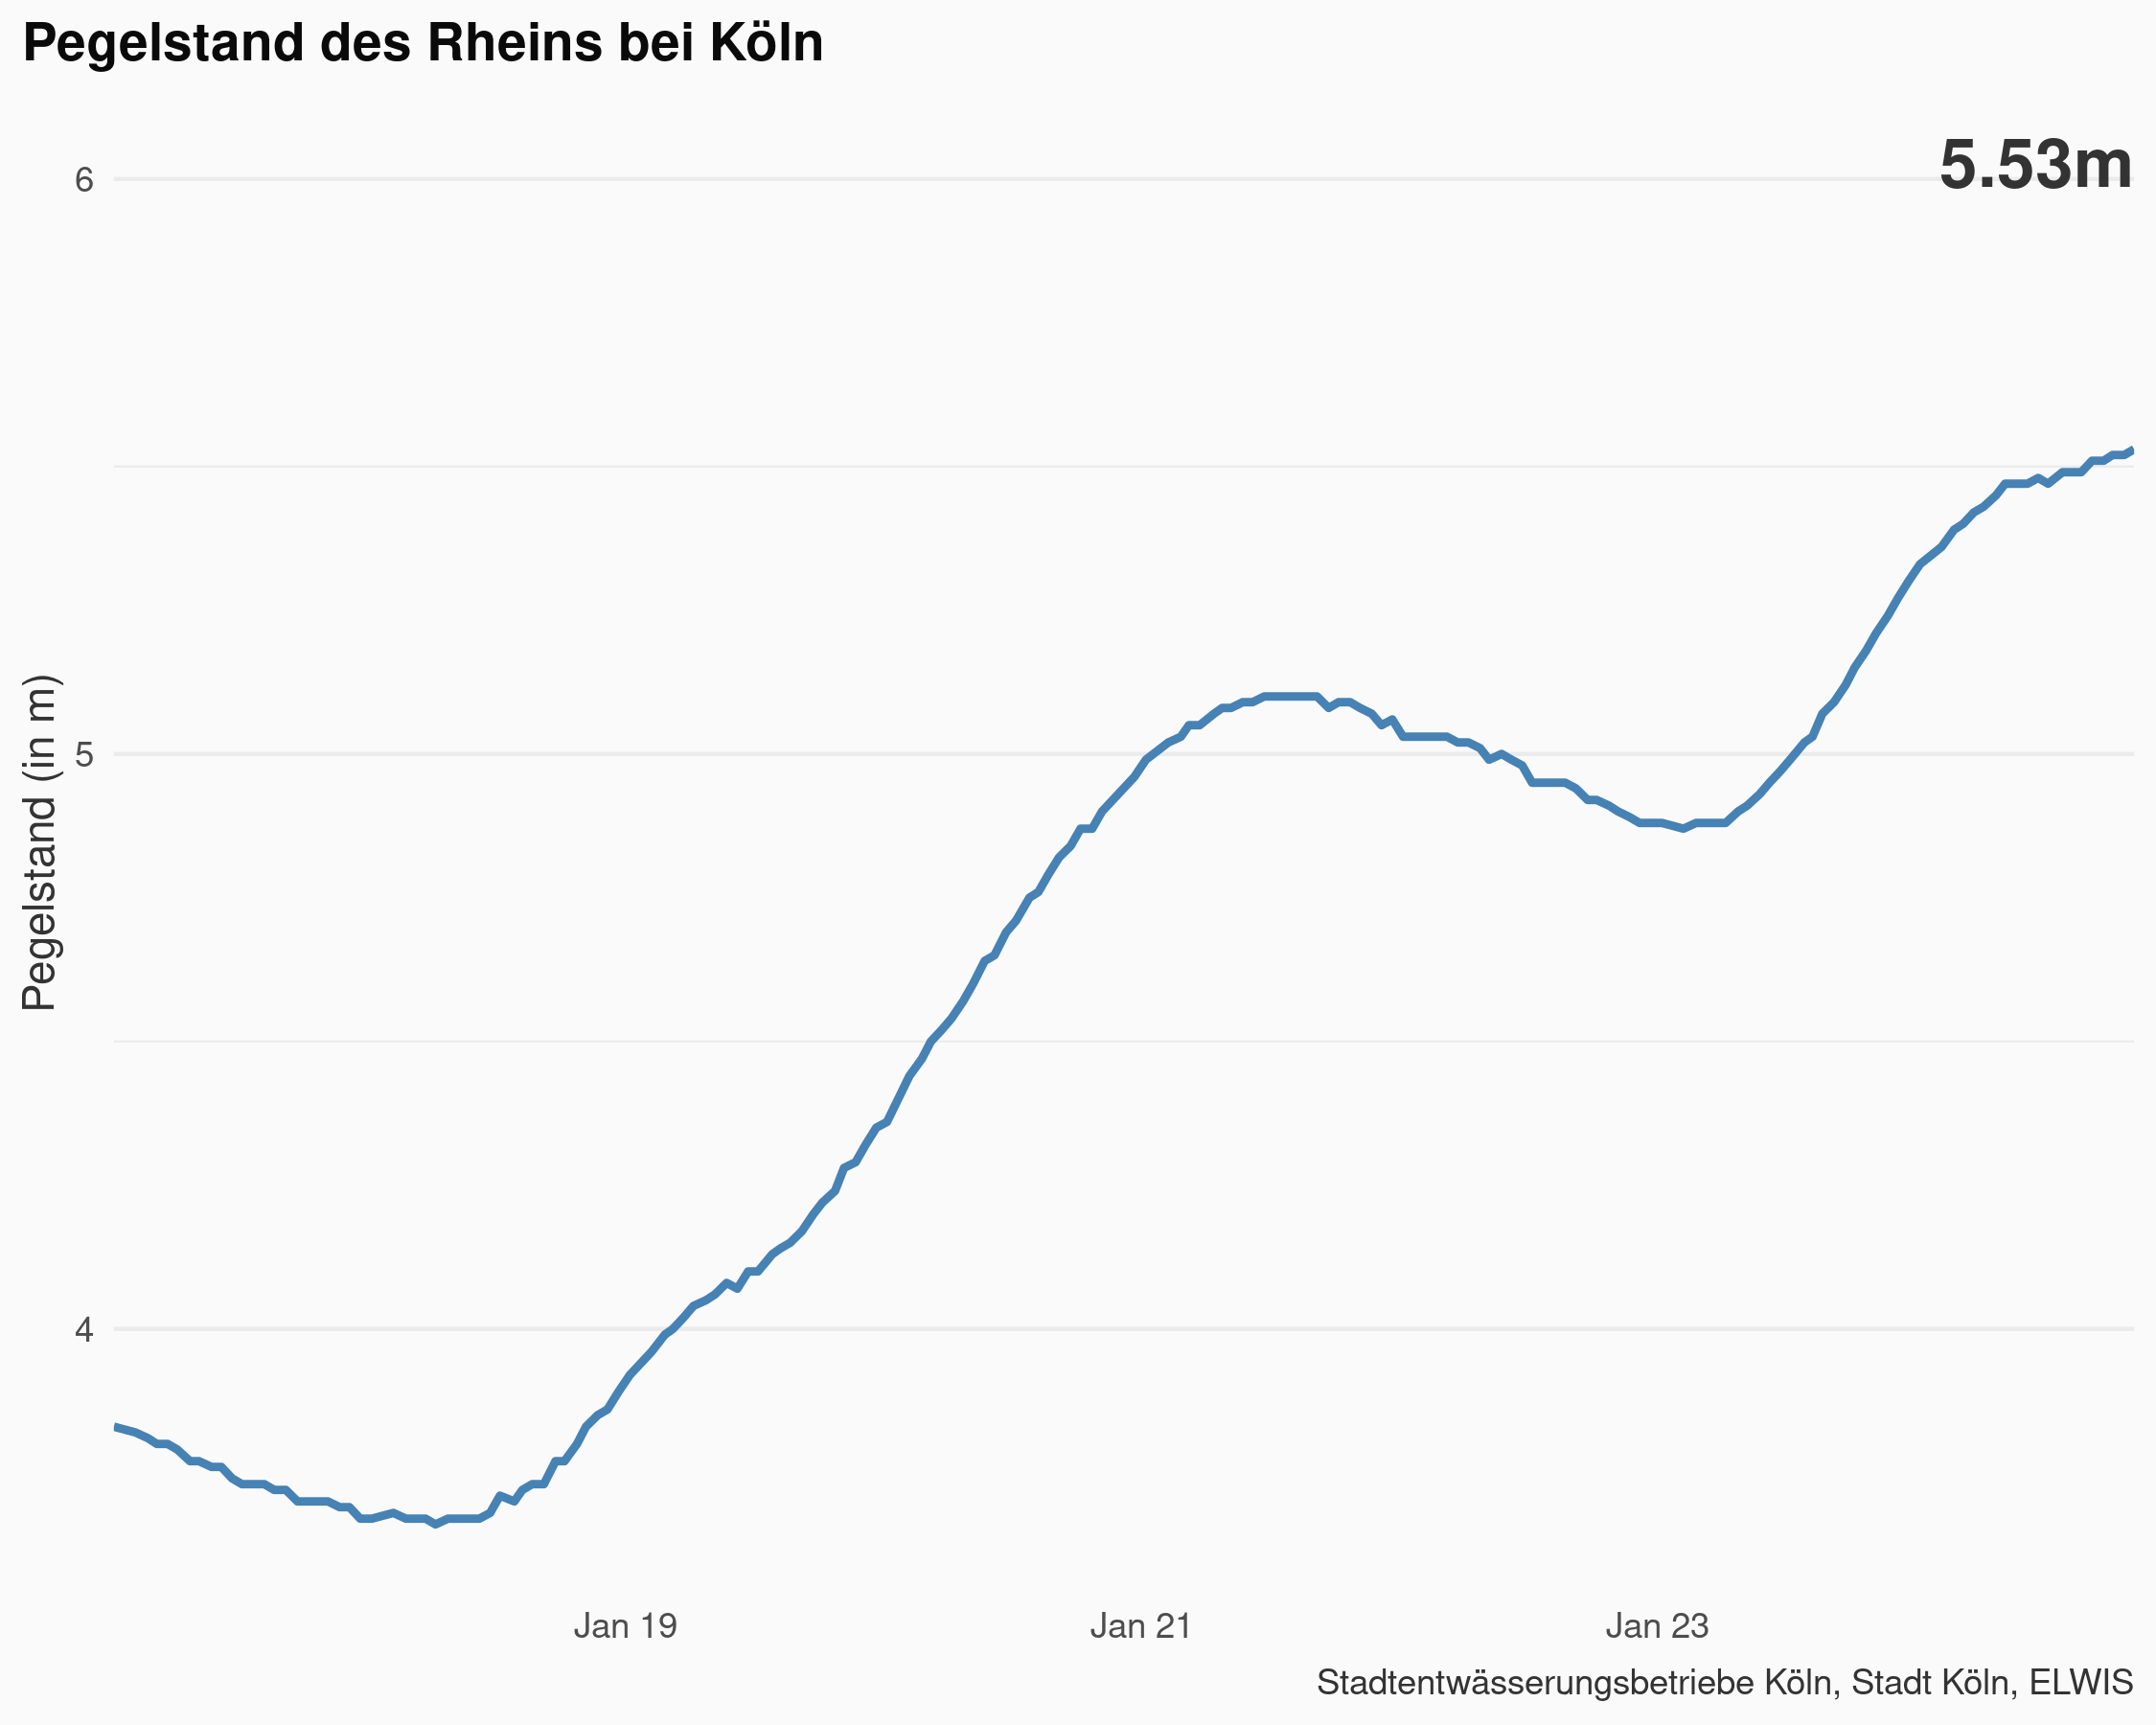 Pegelstand des Rheins bei Köln
5.53m
6
5
4
Pegelstand (in m)
Jan 19
Jan 21
Jan 23
Stadtentwässerungsbetriebe Köln, Stadt Köln, ELWIS